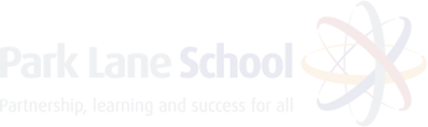 Park Lane School
Partnership, learning and success for all